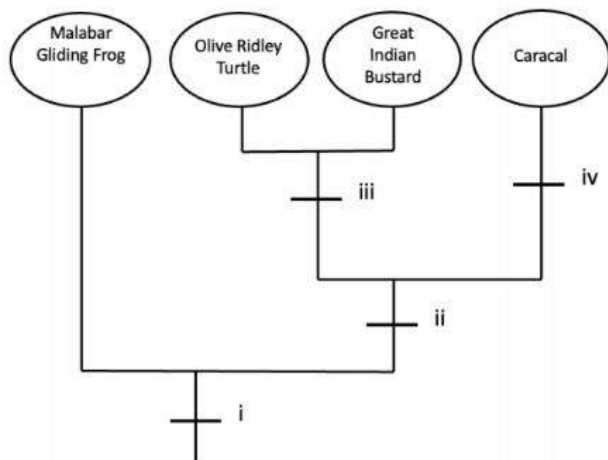 Malabar
Gliding Frog
Olive Ridley
Turtle
Great
Indian
Bustard
Caracal
iii
iv
ii
i